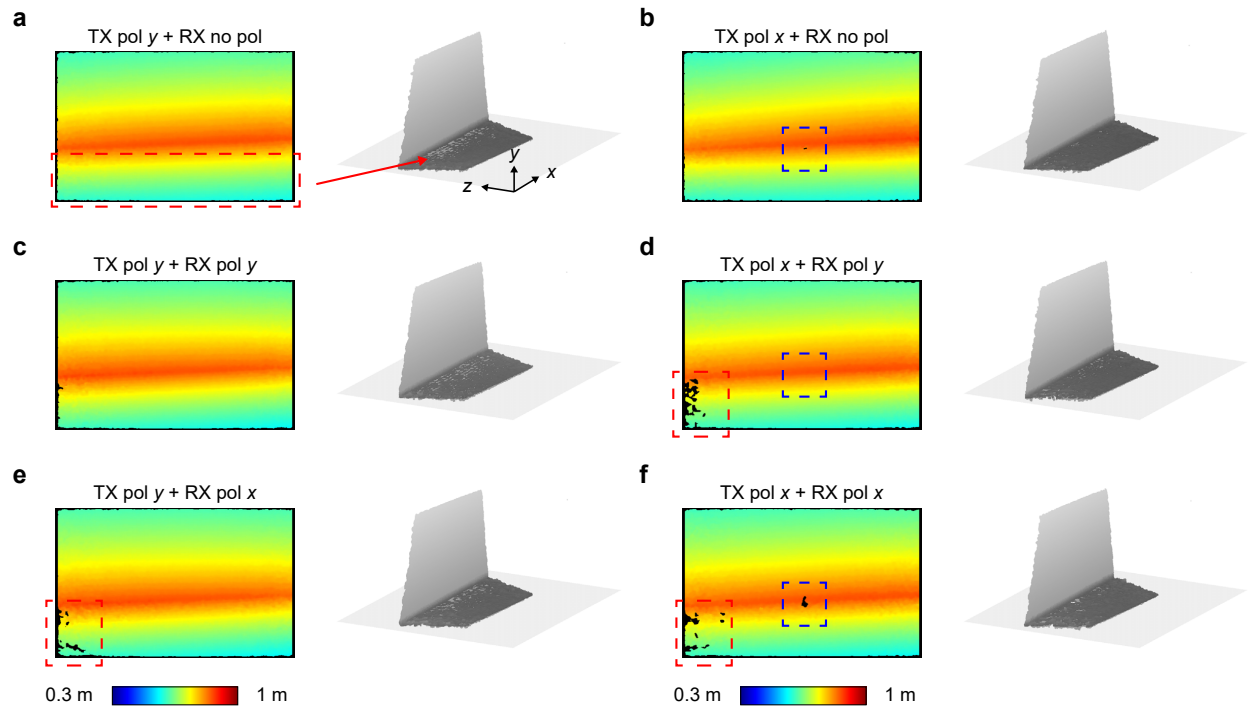 a
TX pol y + RX no pol
y
z
x
b
TX pol x + RX no pol
c
TX pol y + RX pol y
d
TX pol x + RX pol y
e
TX pol y + RX pol x
f
TX pol x + RX pol x
0.3 m
1 m
0.3 m
1 m